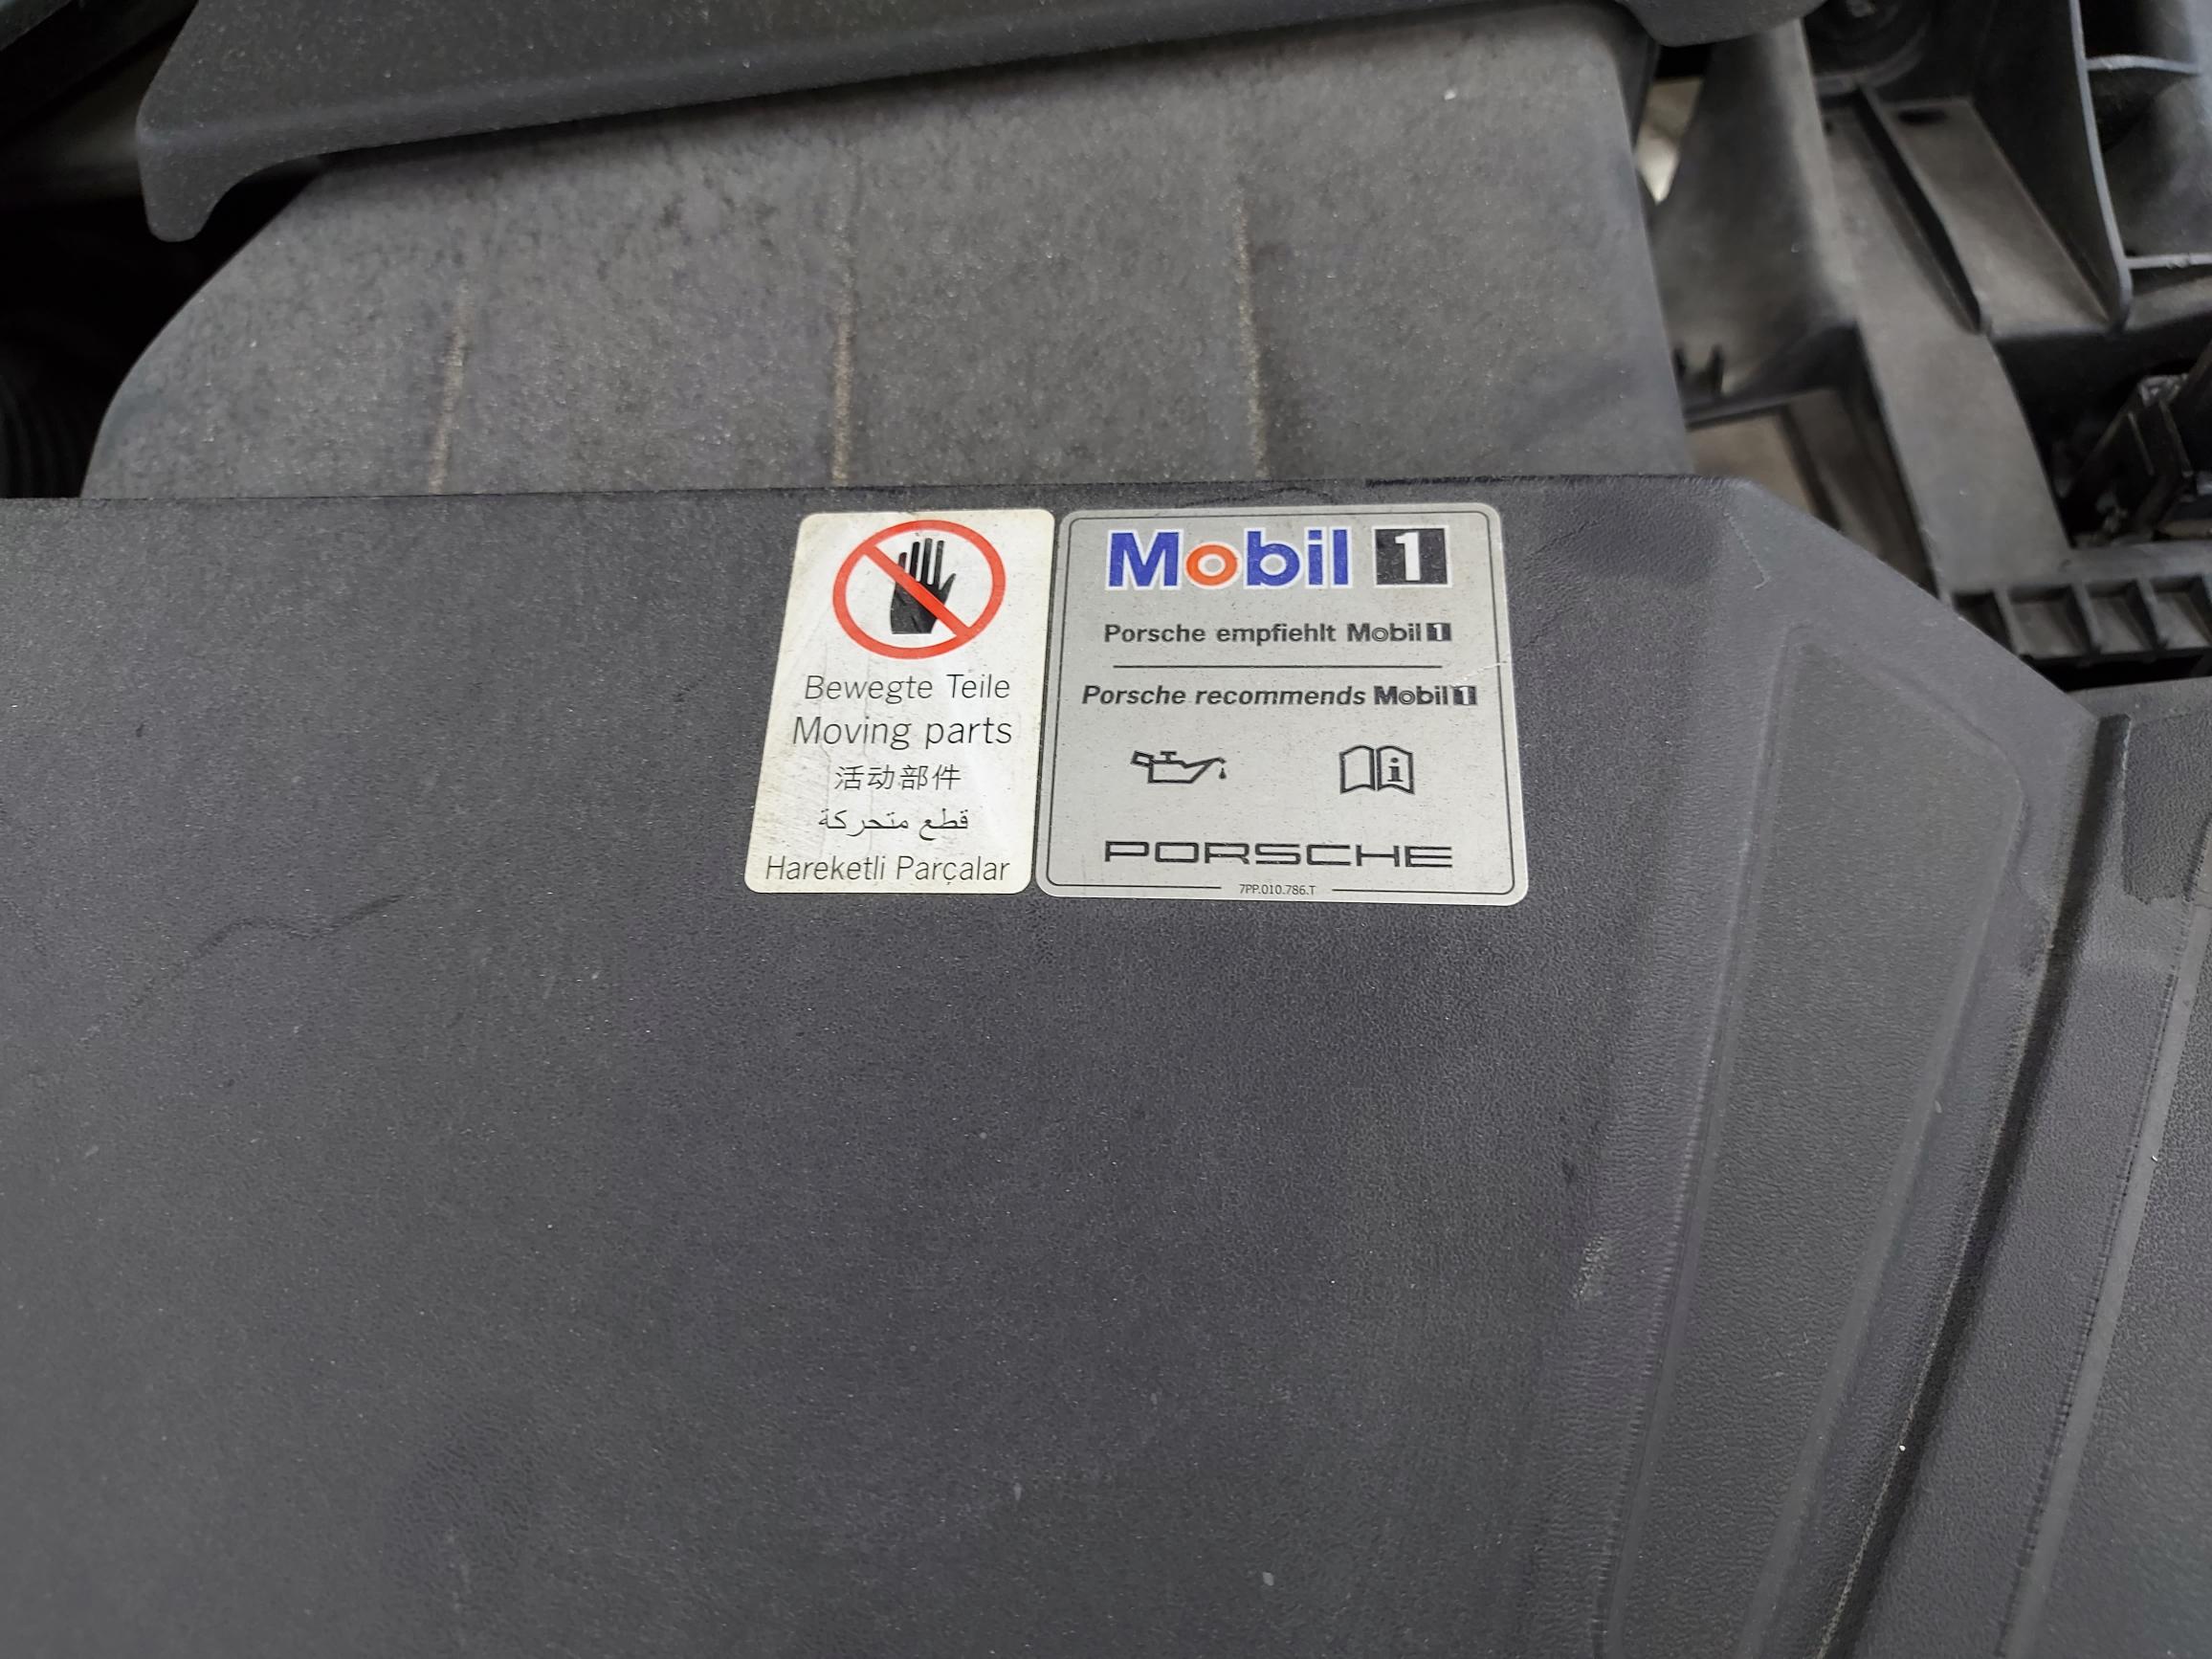 Bewegte Teile
Moving parts
活动部件
قطع متحركة
Hareketli Parçalar
Mobil 1
Porsche empfiehlt Mobil 1
Porsche recommends Mobil 1
i
PORSCHE
7PP.010.786.T